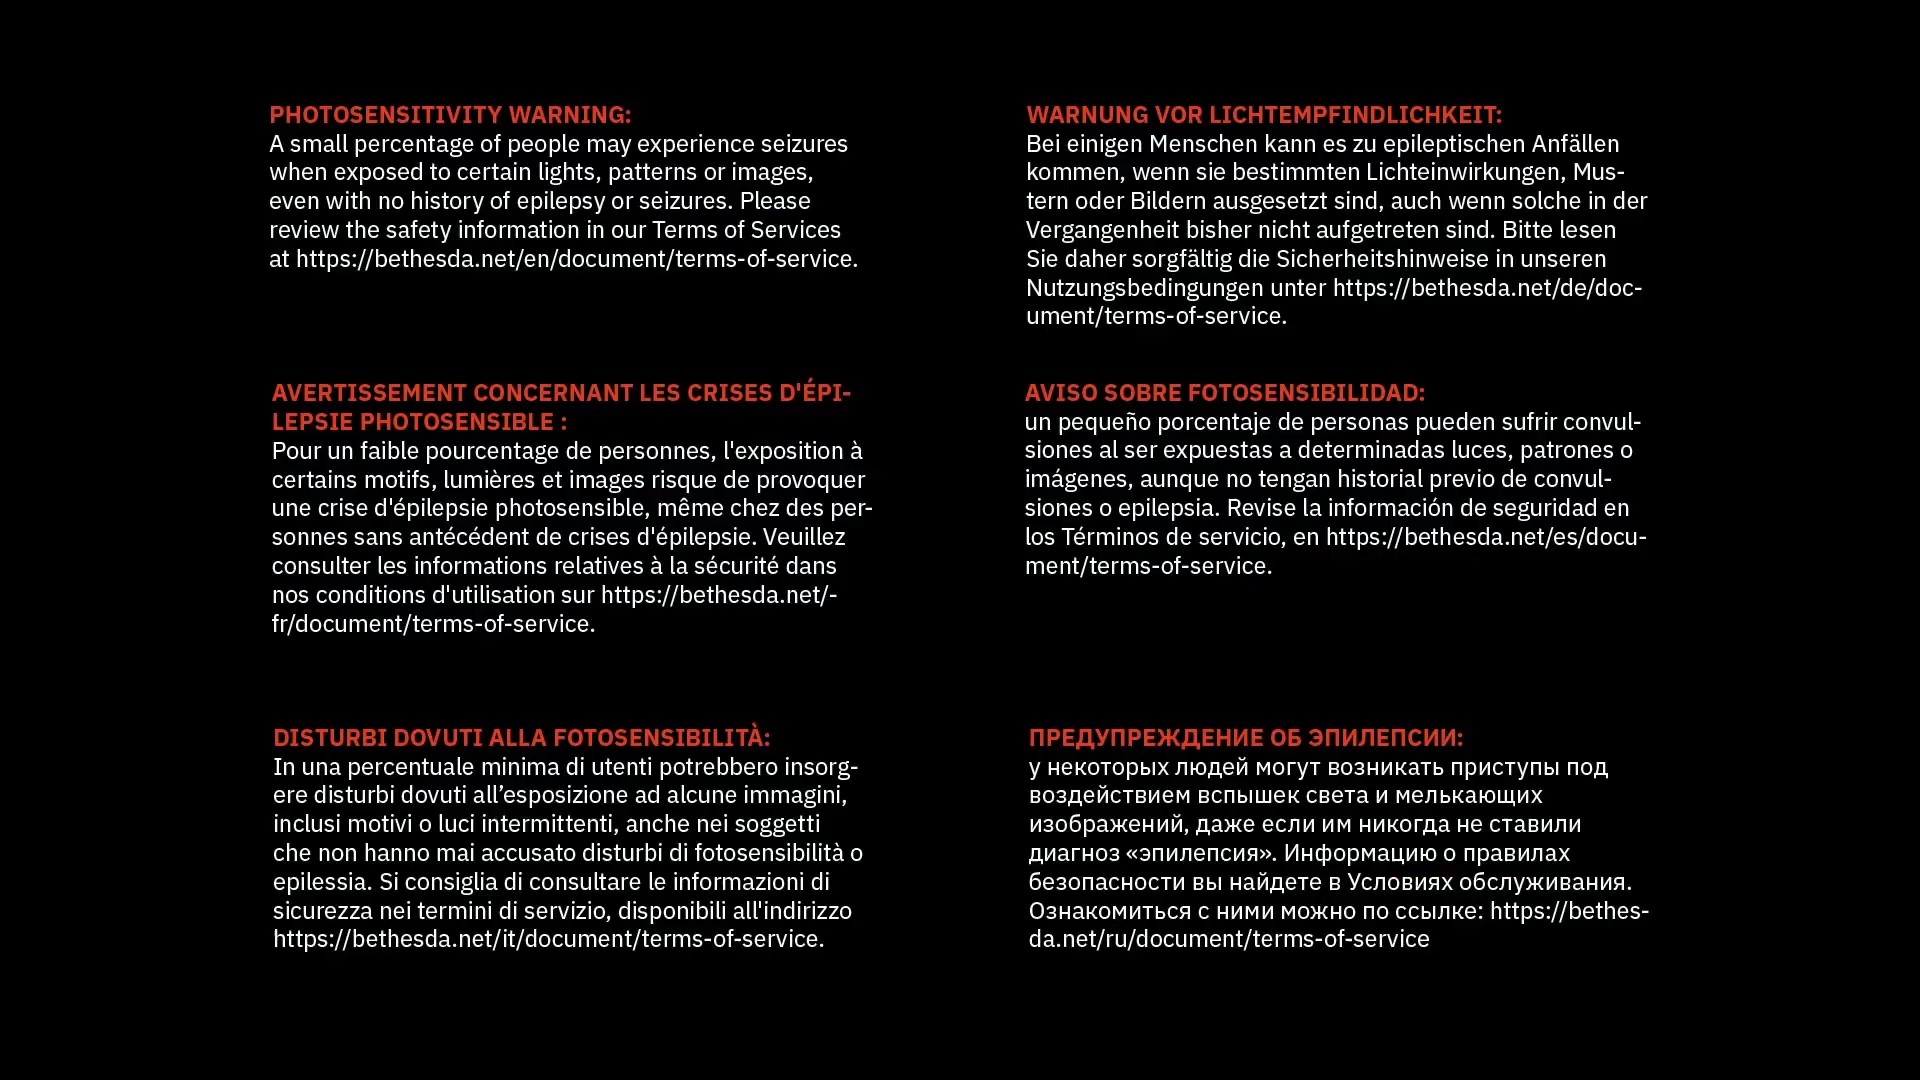 PHOTOSENSITIVITY WARNING:
A small percentage of people may experience seizures
when exposed to certain lights, patterns or images,
even with no history of epilepsy or seizures. Please
review the safety information in our Terms of Services
at https://bethesda.net/en/document/terms-of-service.
WARNUNG VOR LICHTEMPFINDLICHKEIT:
Bei einigen Menschen kann es zu epileptischen Anfällen
kommen, wenn sie bestimmten Lichteinwirkungen, Mus-
tern oder Bildern ausgesetzt sind, auch wenn solche in der
Vergangenheit bisher nicht aufgetreten sind. Bitte lesen
Sie daher sorgfältig die Sicherheitshinweise in unseren
Nutzungsbedingungen unter https://bethesda.net/de/doc-
ument/terms-of-service.
AVERTISSEMENT CONCERNANT LES CRISES D'ÉPI-
LEPSIE PHOTOSENSIBLE :
Pour un faible pourcentage de personnes, l'exposition à
certains motifs, lumières et images risque de provoquer
une crise d'épilepsie photosensible, même chez des per-
sonnes sans antécédent de crises d'épilepsie. Veuillez
consulter les informations relatives à la sécurité dans
nos conditions d'utilisation sur https://bethesda.net/-
fr/document/terms-of-service.
AVISO SOBRE FOTOSENSIBILIDAD:
un pequeño porcentaje de personas pueden sufrir convul-
siones al ser expuestas a determinadas luces, patrones o
imágenes, aunque no tengan historial previo de convul-
siones o epilepsia. Revise la información de seguridad en
los Términos de servicio, en https://bethesda.net/es/docu-
ment/terms-of-service.
DISTURBI DOVUTI ALLA FOTOSENSIBILITÀ:
In una percentuale minima di utenti potrebbero insorg-
ere disturbi dovuti all’esposizione ad alcune immagini,
inclusi motivi o luci intermittenti, anche nei soggetti
che non hanno mai accusato disturbi di fotosensibilità o
epilessia. Si consiglia di consultare le informazioni di
sicurezza nei termini di servizio, disponibili all'indirizzo
https://bethesda.net/it/document/terms-of-service.
ПРЕДУПРЕЖДЕНИЕ ОБ ЭПИЛЕПСИИ:
у некоторых людей могут возникать приступы под
воздействием вспышек света и мелькающих
изображений, даже если им никогда не ставили
диагноз «эпилепсия». Информацию о правилах
безопасности вы найдете в Условиях обслуживания.
Ознакомиться с ними можно по ссылке: https://bethes-
da.net/ru/document/terms-of-service